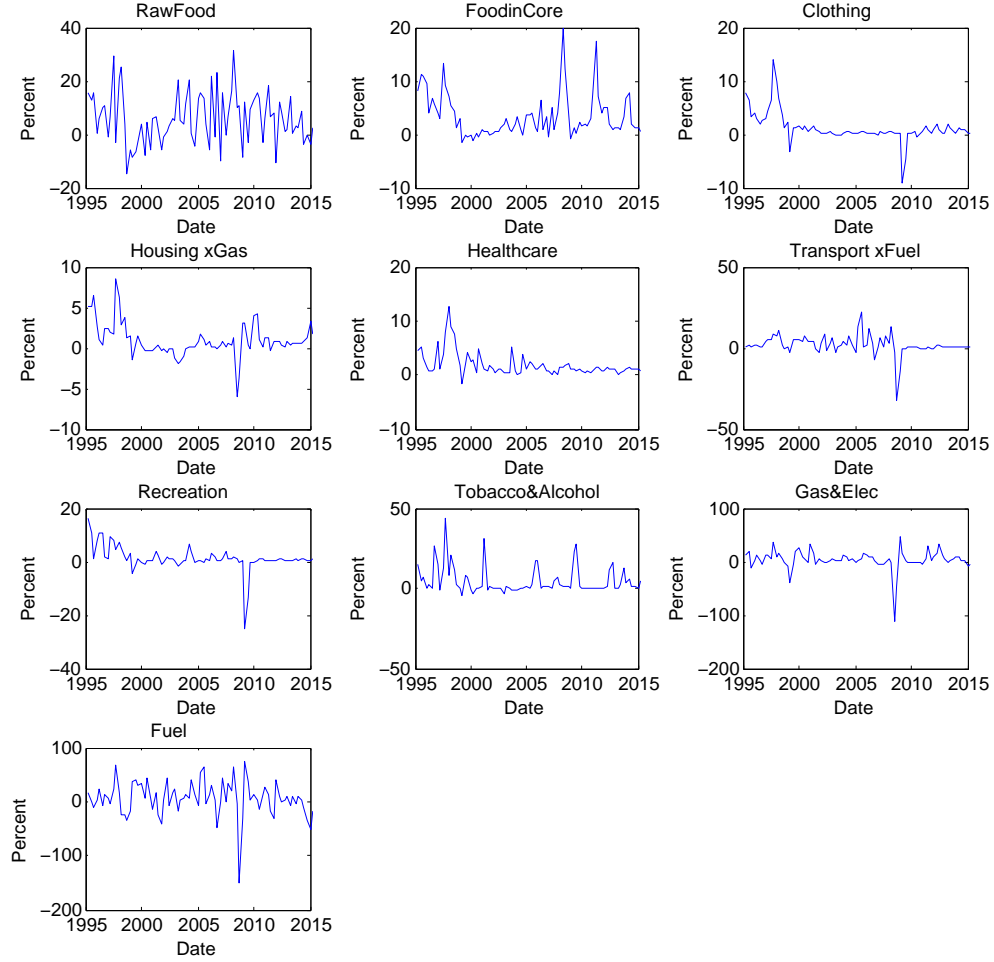 RawFood
FoodinCore
Clothing
40
20
0
−20
Percent
1995 2000 2005 2010 2015
Date
20
10
0
−10
Percent
1995 2000 2005 2010 2015
Date
20
10
0
−10
Percent
1995 2000 2005 2010 2015
Date
Housing xGas
Healthcare
Transport xFuel
10
5
0
−5
−10
Percent
1995 2000 2005 2010 2015
Date
20
10
0
−10
Percent
1995 2000 2005 2010 2015
Date
50
0
−50
Percent
1995 2000 2005 2010 2015
Date
Recreation
Tobacco&Alcohol
Gas&Elec
20
0
−20
−40
Percent
1995 2000 2005 2010 2015
Date
50
0
50
Percent
1995 2000 2005 2010 2015
Date
100
0
−100
−200
Percent
1995 2000 2005 2010 2015
Date
Fuel
100
0
−100
−200
Percent
1995 2000 2005 2010 2015
Date